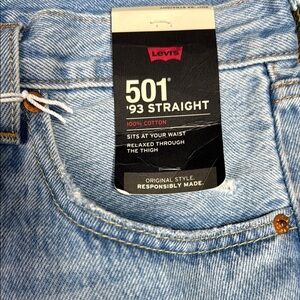 Levi's
501®
'93 STRAIGHT
100% COTTON
SITS AT YOUR WAIST
RELAXED THROUGH
THE THIGH
ORIGINAL STYLE.
RESPONSIBLY MADE.